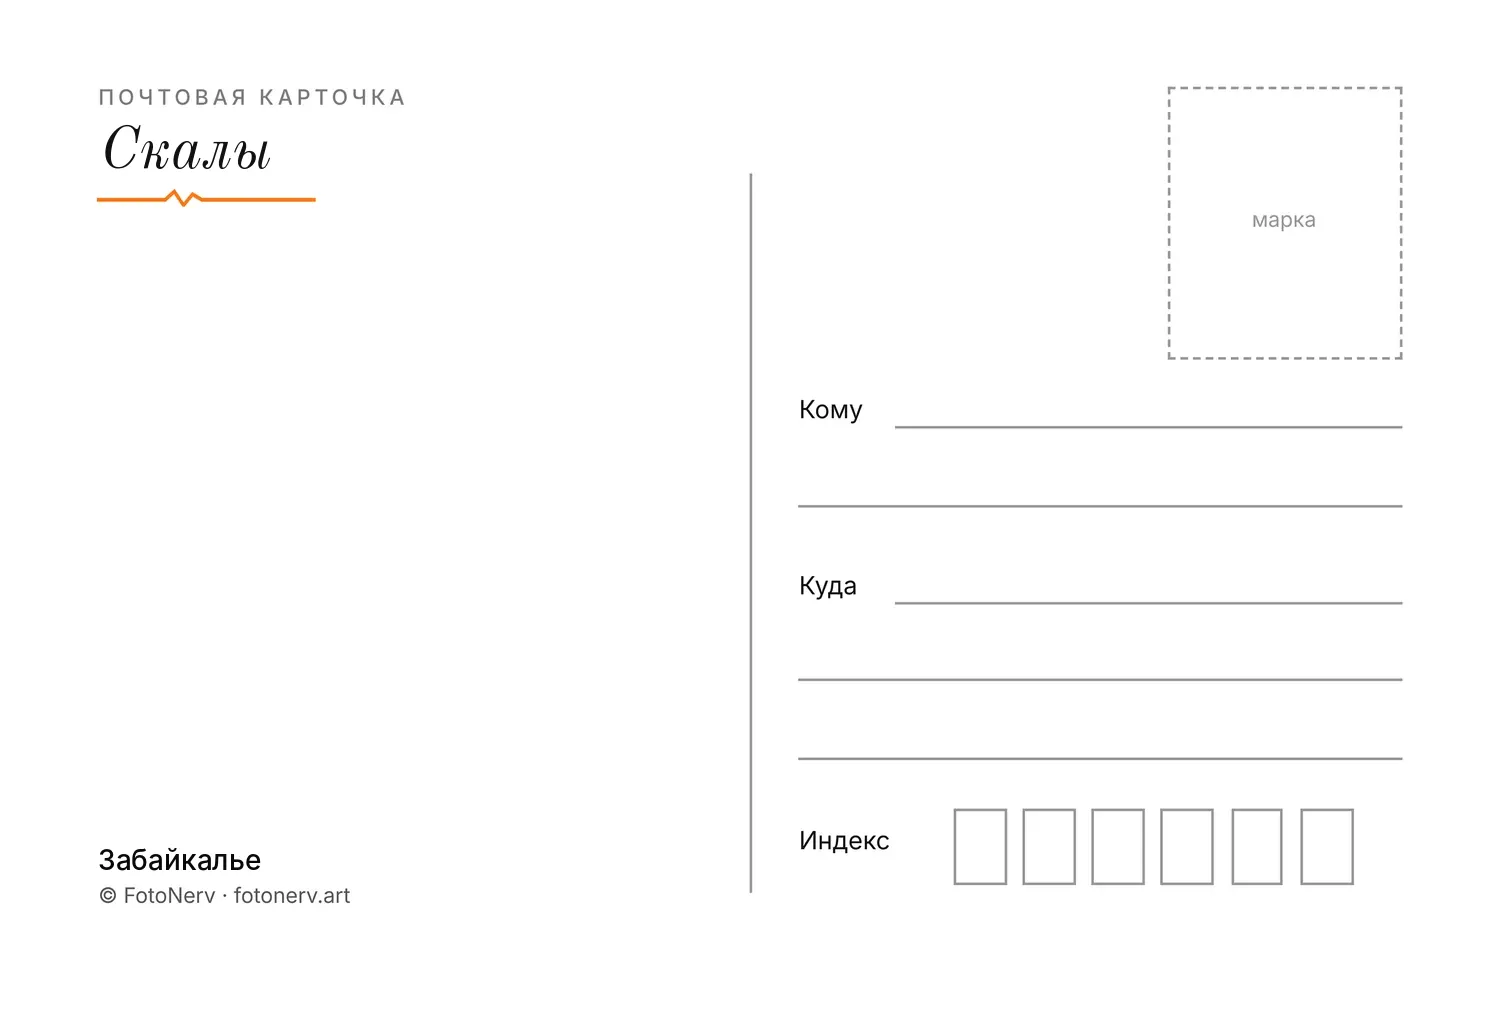 ПОЧТОВАЯ КАРТОЧКА
Скалы
марка
Кому
Куда
Индекс
Забайкалье
© FotoNerv · fotonerv.art